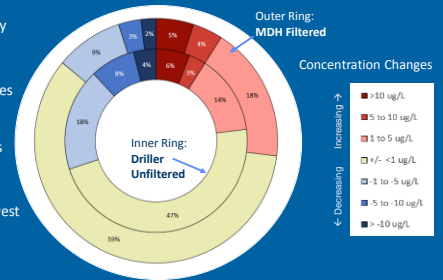 y
es
s
est
Outer Ring:
MDH Filtered
Concentration Changes
Inner Ring:
Driller
Unfiltered
5%
4%
18%
59%
9%
3%
2%
6%
3%
14%
47%
18%
8%
4%
Increasing →
← Decreasing
>10 ug/L
5 to 10 ug/L
1 to 5 ug/L
+/- <1 ug/L
-1 to -5 ug/L
-5 to -10 ug/L
> -10 ug/L